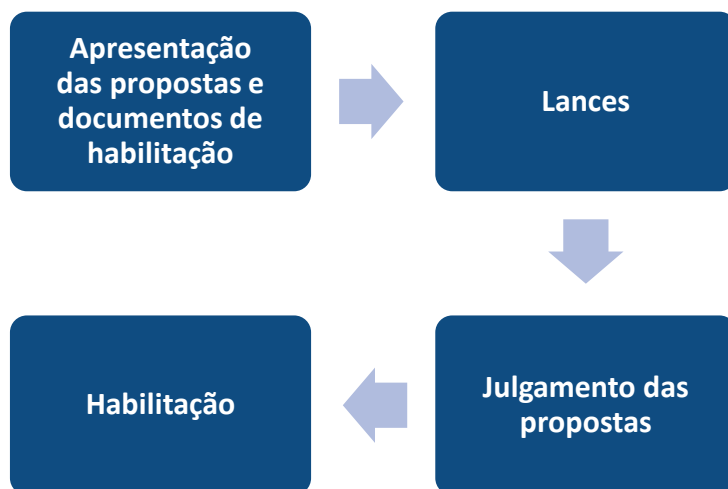 Apresentação
das propostas e
documentos de
habilitação
Lances
Julgamento das
propostas
Habilitação